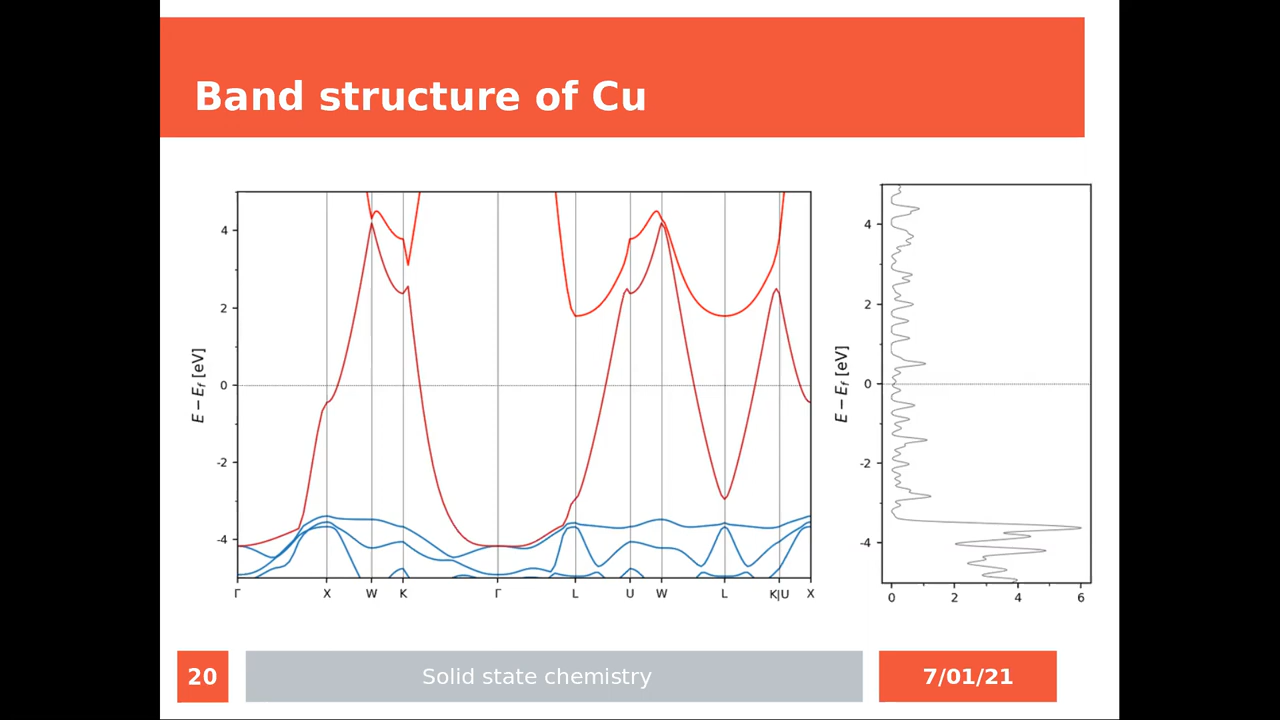 Band structure of Cu
E − E_f [eV]
4
2
0
-2
-4
Γ X W K Γ L U W L K|U X
E − E_f [eV]
4
2
0
-2
-4
0 2 4 6
20
Solid state chemistry
7/01/21